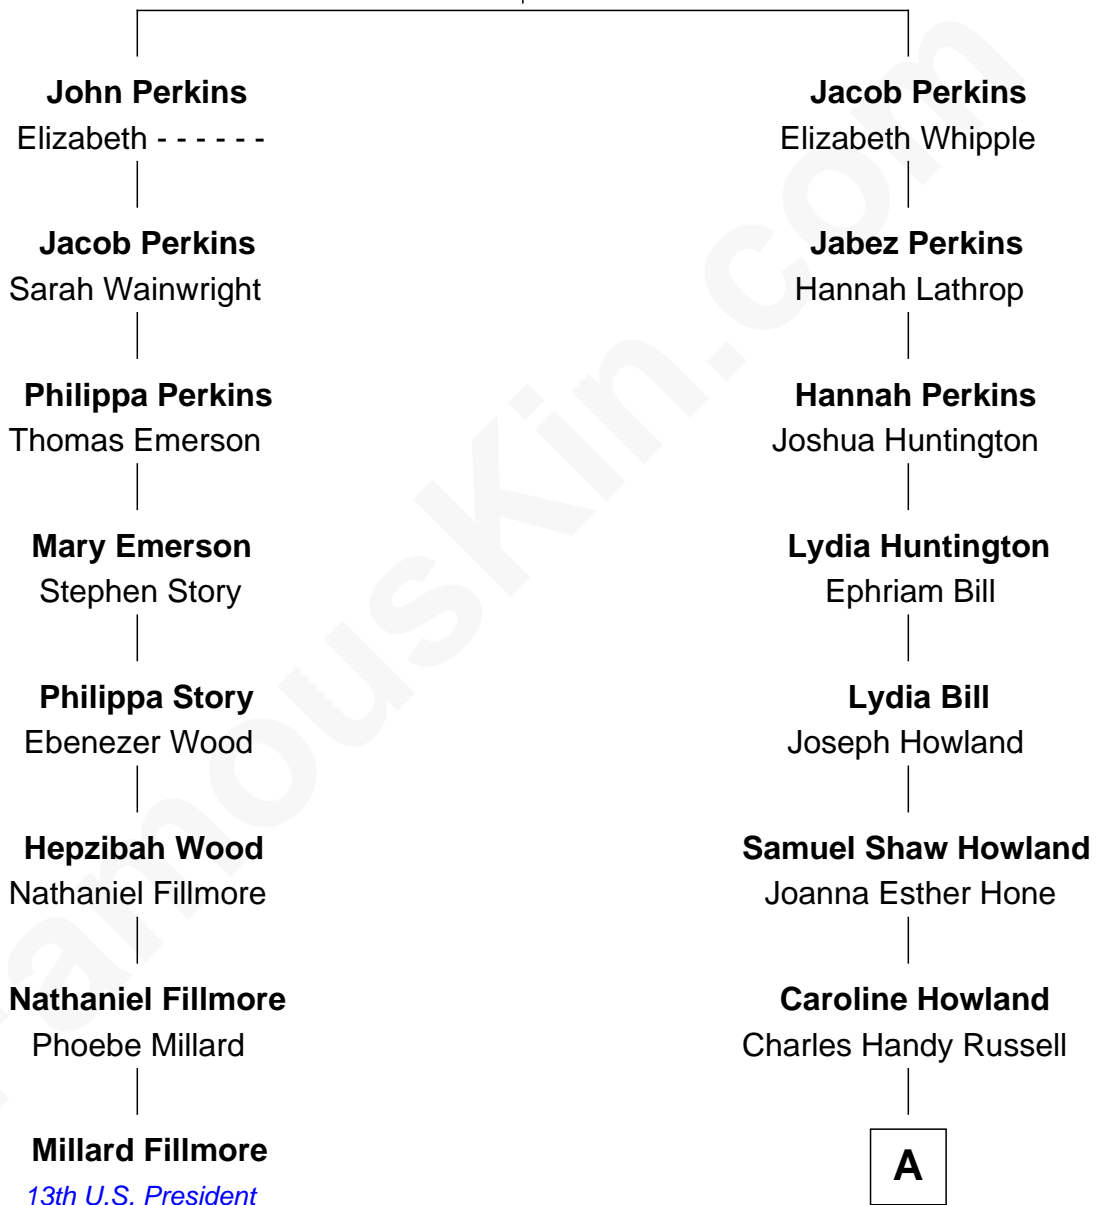 John Perkins
Elizabeth - - - - - -
Jacob Perkins
Sarah Wainwright
Philippa Perkins
Thomas Emerson
Mary Emerson
Stephen Story
Philippa Story
Ebenezer Wood
Hepzibah Wood
Nathaniel Fillmore
Nathaniel Fillmore
Phoebe Millard
Millard Fillmore
13th U.S. President
Jacob Perkins
Elizabeth Whipple
Jabez Perkins
Hannah Lathrop
Hannah Perkins
Joshua Huntington
Lydia Huntington
Ephriam Bill
Lydia Bill
Joseph Howland
Samuel Shaw Howland
Joanna Esther Hone
Caroline Howland
Charles Handy Russell
A
FamousKin.com